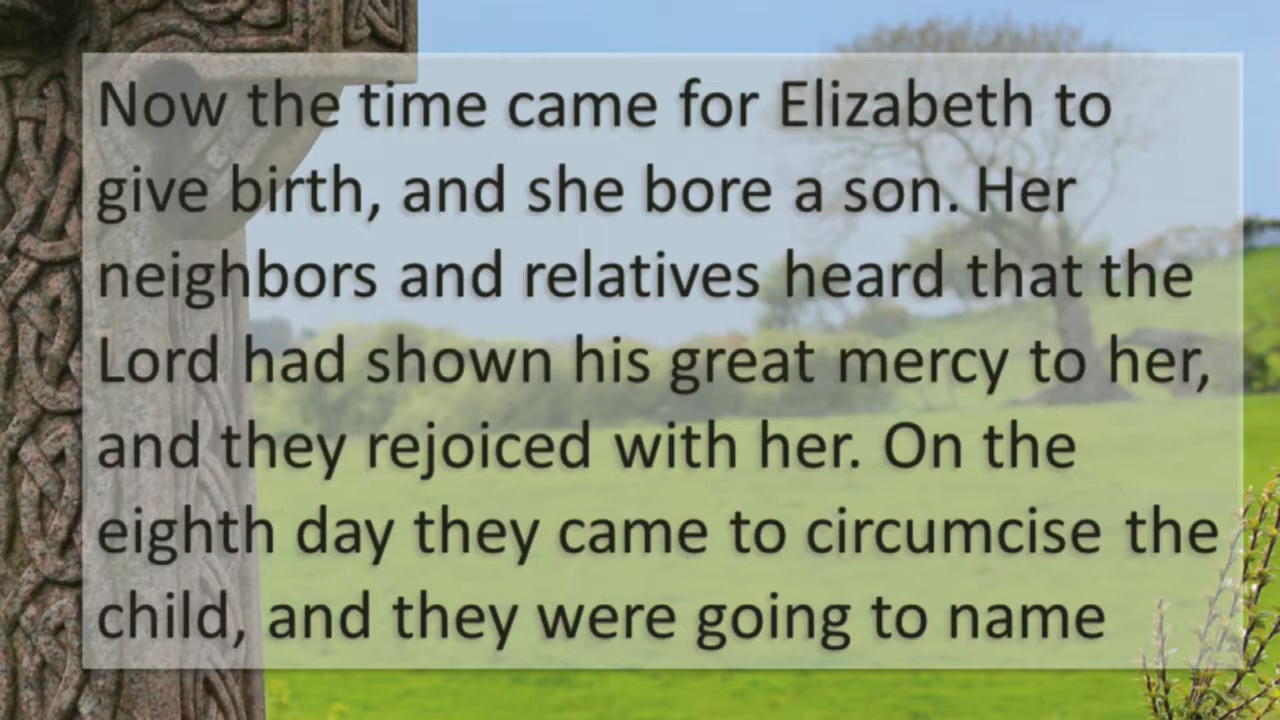 Now the time came for Elizabeth to
give birth, and she bore a son. Her
neighbors and relatives heard that the
Lord had shown his great mercy to her,
and they rejoiced with her. On the
eighth day they came to circumcise the
child, and they were going to name